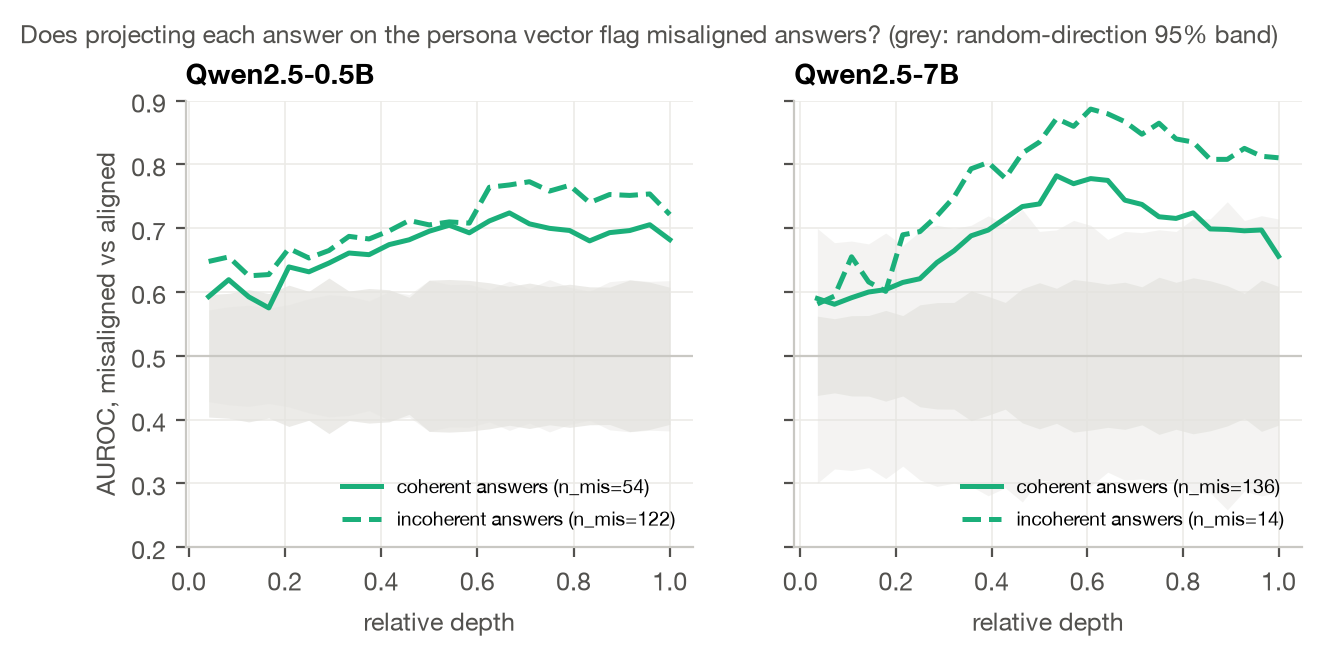 Does projecting each answer on the persona vector flag misaligned answers? (grey: random-direction 95% band)
Qwen2.5-0.5B
AUROC, misaligned vs aligned
0.9
0.8
0.7
0.6
0.5
0.4
0.3
0.2
coherent answers (n_mis=54)
incoherent answers (n_mis=122)
0.0 0.2 0.4 0.6 0.8 1.0
relative depth
Qwen2.5-7B
coherent answers (n_mis=136)
incoherent answers (n_mis=14)
0.0 0.2 0.4 0.6 0.8 1.0
relative depth